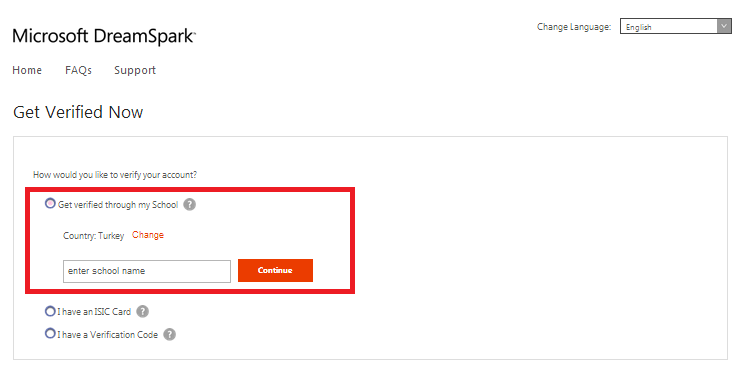 Change Language: English
Microsoft DreamSpark™
Home FAQs Support
Get Verified Now
How would you like to verify your account?
Get verified through my School ?
Country: Turkey Change
enter school name Continue
I have an ISIC Card ?
I have a Verification Code ?